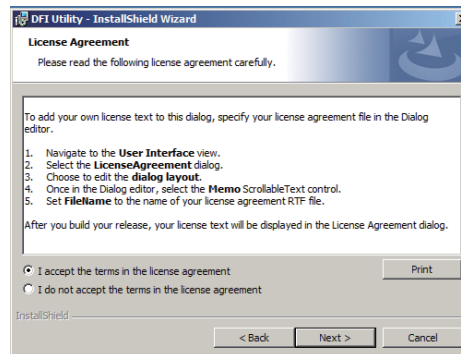 DFI Utility - InstallShield Wizard
License Agreement
Please read the following license agreement carefully.
To add your own license text to this dialog, specify your license agreement file in the Dialog
editor.
1. Navigate to the User Interface view.
2. Select the LicenseAgreement dialog.
3. Choose to edit the dialog layout.
4. Once in the Dialog editor, select the Memo ScrollableText control.
5. Set FileName to the name of your license agreement RTF file.
After you build your release, your license text will be displayed in the License Agreement dialog.
I accept the terms in the license agreement
Print
I do not accept the terms in the license agreement
InstallShield
< Back Next > Cancel